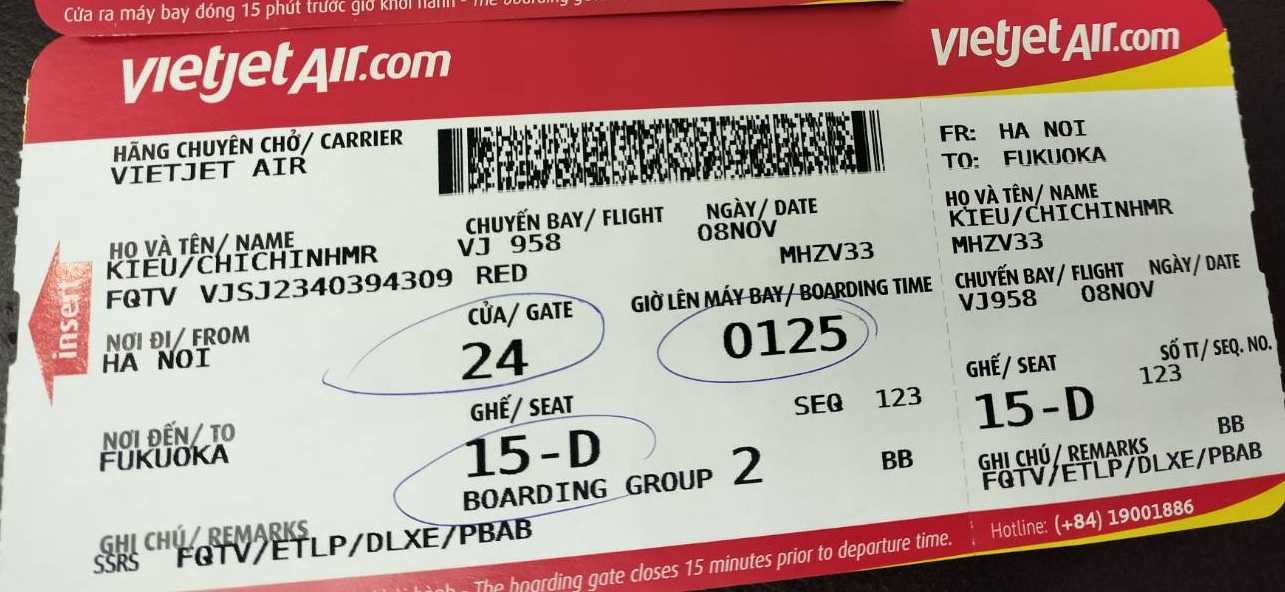 Cửa ra máy bay đóng 15 phút trước giờ khởi hành - The boarding
vietjetAir.com
vietjetAir.com
HÃNG CHUYÊN CHỞ/ CARRIER
VIETJET AIR
HỌ VÀ TÊN/ NAME
KIEU/CHICHINHMR
FQTV VJSJ2340394309 RED
CHUYẾN BAY/ FLIGHT
VJ 958
NGÀY/ DATE
08NOV
MHZV33
insert
NƠI ĐI/ FROM
HA NOI
CỬA/ GATE
24
GIỜ LÊN MÁY BAY/ BOARDING TIME
0125
NƠI ĐẾN/ TO
FUKUOKA
GHẾ/ SEAT
15-D
SEQ 123
BOARDING GROUP 2
BB
GHI CHÚ/ REMARKS
SSRS FQTV/ETLP/DLXE/PBAB
The boarding gate closes 15 minutes prior to departure time.
FR: HA NOI
TO: FUKUOKA
HỌ VÀ TÊN/ NAME
KIEU/CHICHINHMR
MHZV33
CHUYẾN BAY/ FLIGHT NGÀY/ DATE
VJ958 08NOV
GHẾ/ SEAT SỐ TT/ SEQ. NO.
15-D 123
BB
GHI CHÚ/ REMARKS
FQTV/ETLP/DLXE/PBAB
Hotline: (+84) 19001886